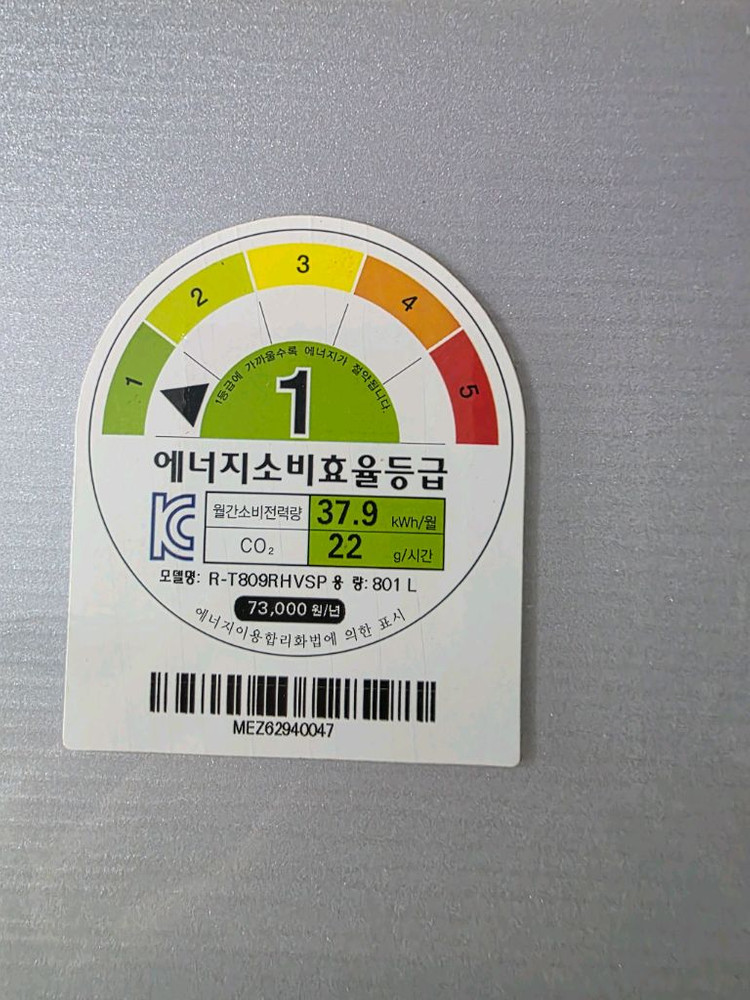 1 2 3 4 5
1등급에 가까울수록 에너지가 절약됩니다.
1
에너지소비효율등급
월간소비전력량 37.9 kWh/월
CO₂ 22 g/시간
모델명: R-T809RHVSP 용 량: 801 L
73,000 원/년
에너지이용합리화법에 의한 표시
MEZ62940047